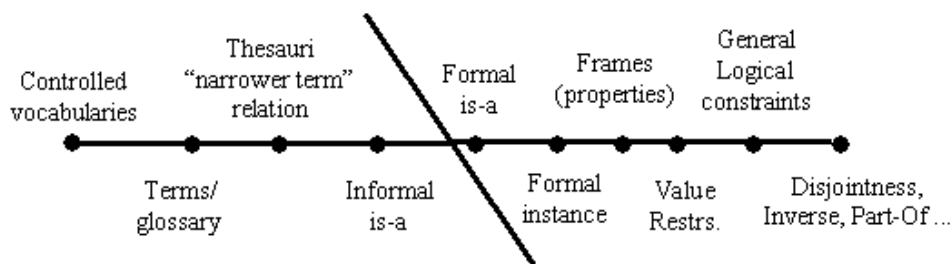 Controlled
vocabularies
Terms/
glossary
Thesauri
“narrower term”
relation
Informal
is-a
Formal
is-a
Formal
instance
Frames
(properties)
Value
Restrs.
General
Logical
constraints
Disjointness,
Inverse, Part-Of ...